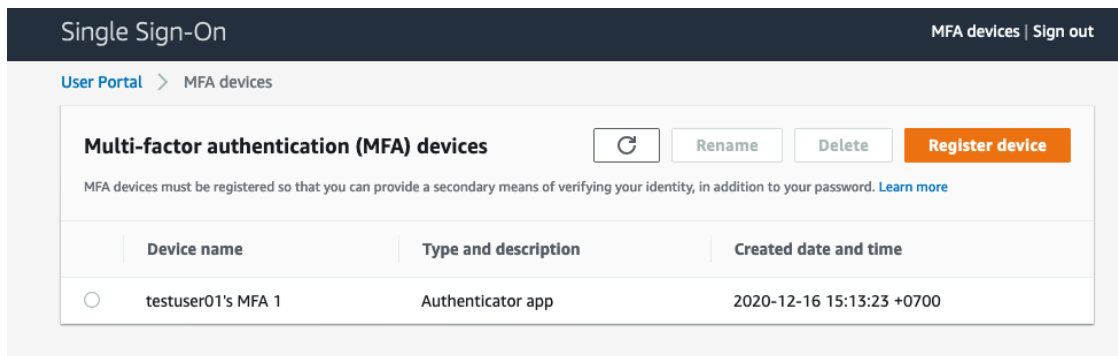 Single Sign-On MFA devices | Sign out
User Portal > MFA devices
Multi-factor authentication (MFA) devices Rename Delete Register device
MFA devices must be registered so that you can provide a secondary means of verifying your identity, in addition to your password. Learn more
Device name Type and description Created date and time
testuser01's MFA 1 Authenticator app 2020-12-16 15:13:23 +0700